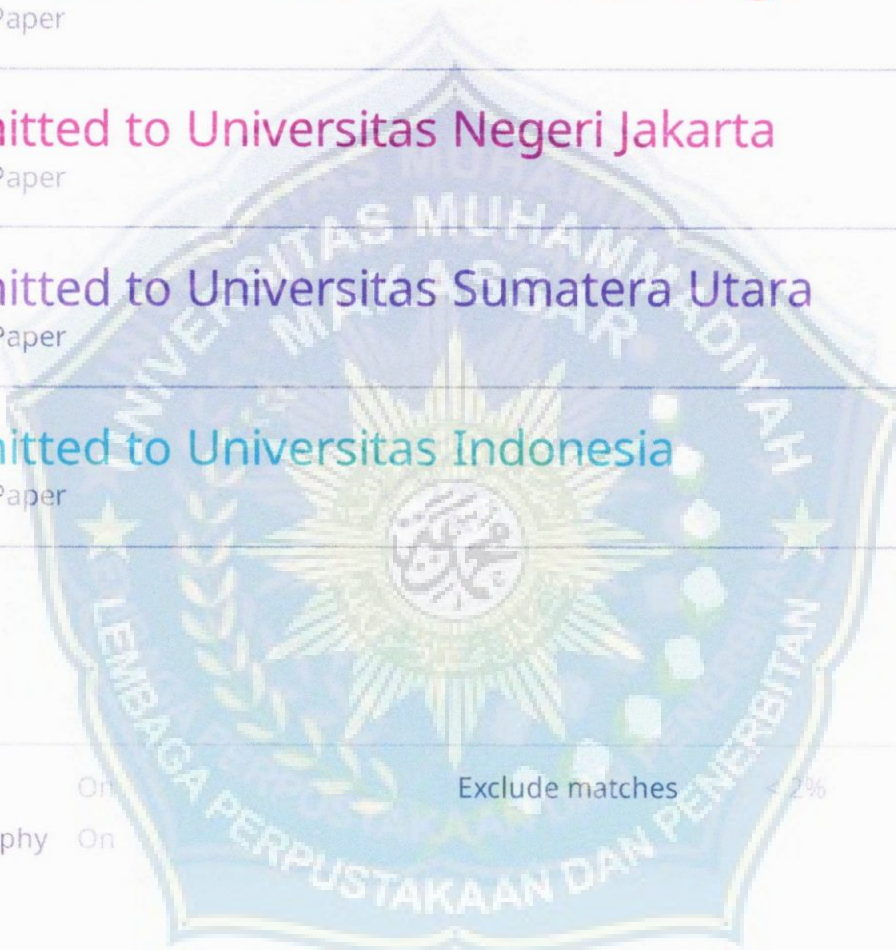 Paper
itted to Universitas Negeri Jakarta
Paper
itted to Universitas Sumatera Utara
Paper
itted to Universitas Indonesia
Paper
On
Exclude matches
< 2%
phy On
UNIVERSITAS MUHAMMADIYAH
MAKASSAR
LEMBAGA PERPUSTAKAAN DAN PENERBITAN